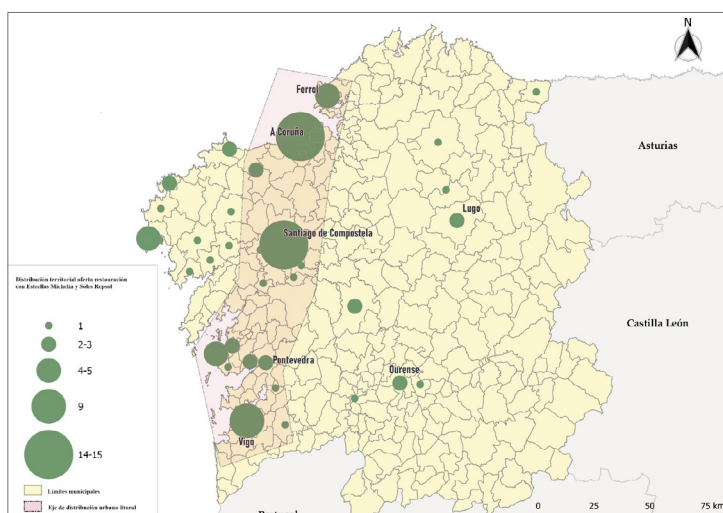 N
Ferrol
A Coruña
Asturias
Lugo
Santiago de Compostela
Distribución territorial oferta restauración
con Estrellas Michelin y Soles Repsol
1
2-3
4-5
9
14-15
Castilla León
Pontevedra
Ourense
Vigo
Límites municipales
Eje de distribución urbano litoral
0 25 50 75 km